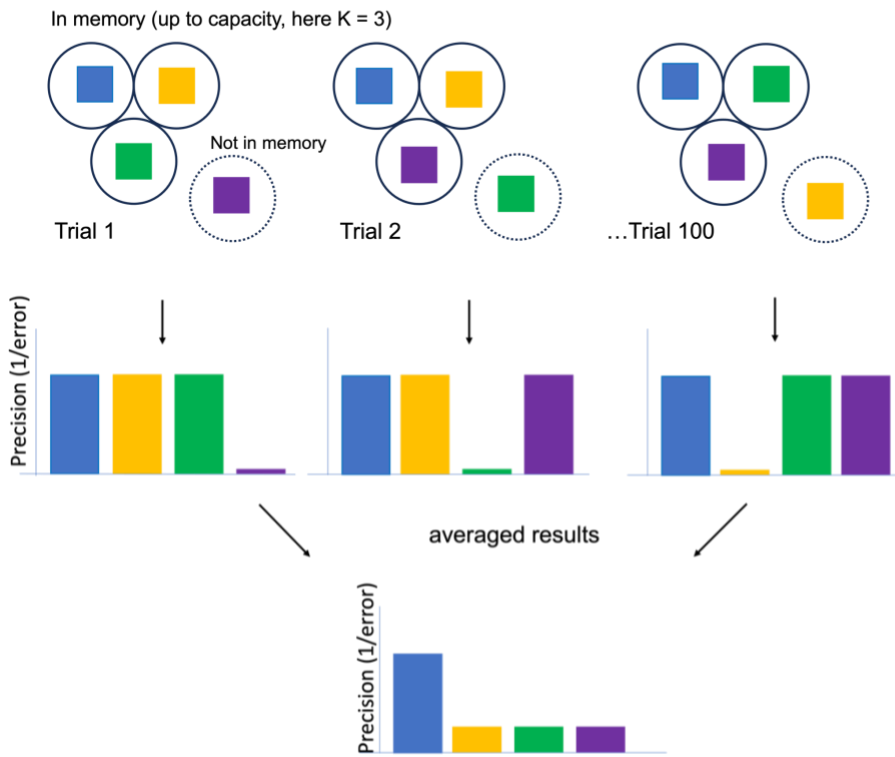 In memory (up to capacity, here K = 3)
Not in memory
Trial 1
Trial 2
...Trial 100
Precision (1/error)
averaged results
Precision (1/error)